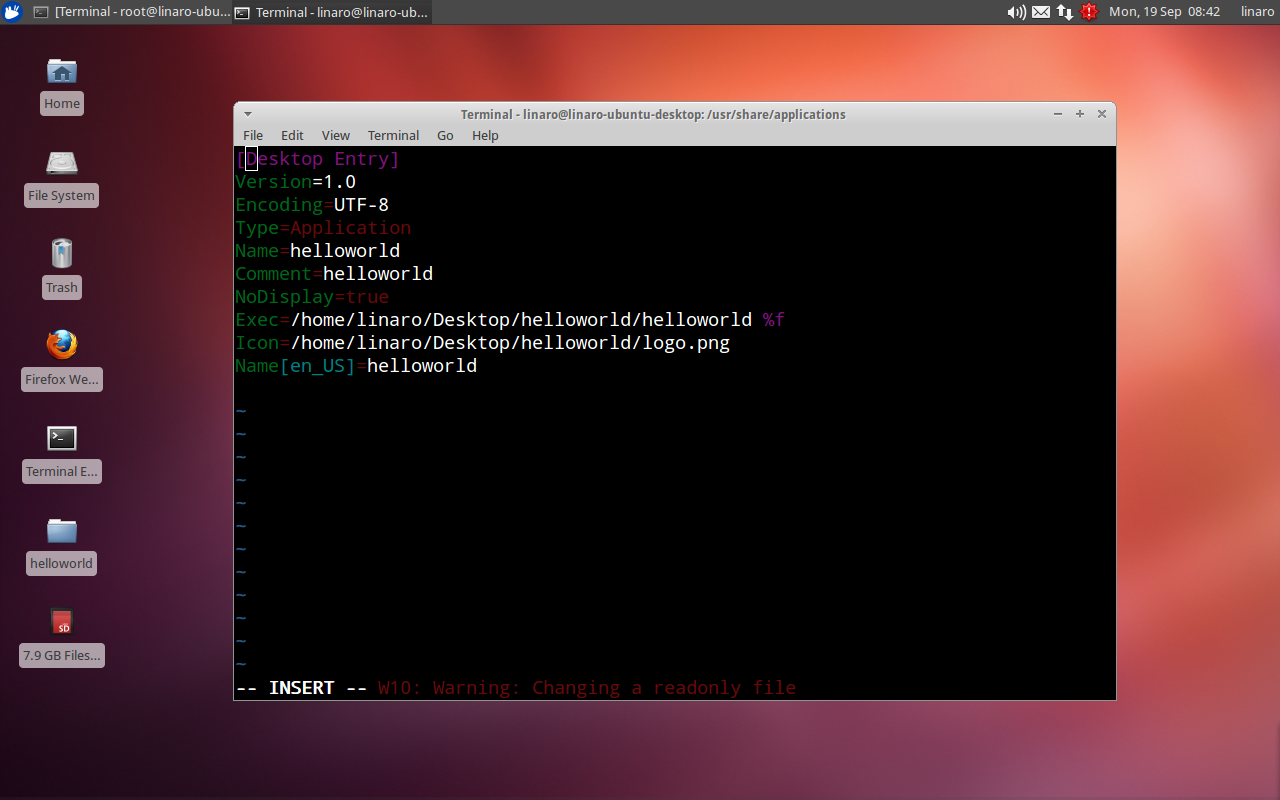 [Terminal - root@linaro-ubu...
Terminal - linaro@linaro-ub...
Mon, 19 Sep 08:42
linaro
Home
File System
Trash
Firefox We...
Terminal E...
helloworld
SD
7.9 GB Files...
Terminal - linaro@linaro-ubuntu-desktop: /usr/share/applications
File Edit View Terminal Go Help
[Desktop Entry]
Version=1.0
Encoding=UTF-8
Type=Application
Name=helloworld
Comment=helloworld
NoDisplay=true
Exec=/home/linaro/Desktop/helloworld/helloworld %f
Icon=/home/linaro/Desktop/helloworld/logo.png
Name[en_US]=helloworld
~
~
~
~
~
~
~
~
~
~
~
~
-- INSERT -- W10: Warning: Changing a readonly file